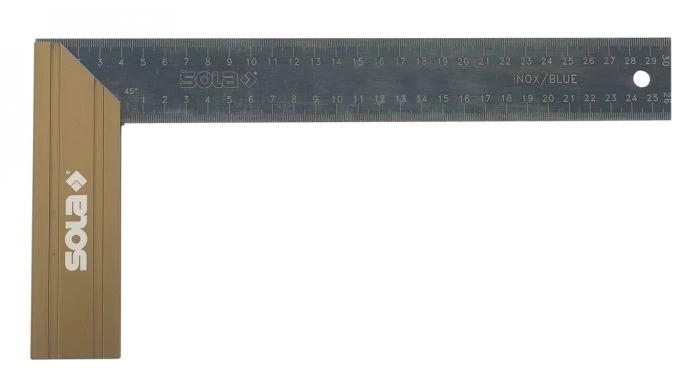 3 4 5 6 7 8 9 10 11 12 13 14 15 16 17 18 19 20 21 22 23 24 25 26 27 28 29 30
SOLA
INOX/BLUE
45°
1 2 3 4 5 6 7 8 9 10 11 12 13 14 15 16 17 18 19 20 21 22 23 24 25 26
SOLA®